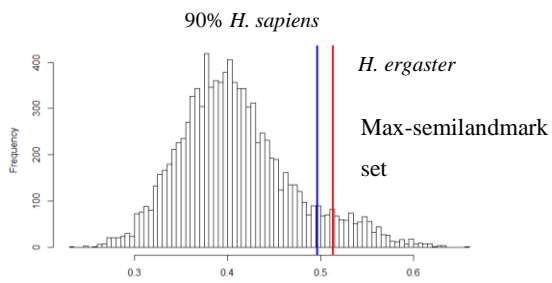 90% H. sapiens
H. ergaster
Max-semilandmark
set
Frequency
400
300
200
100
0
0.3 0.4 0.5 0.6